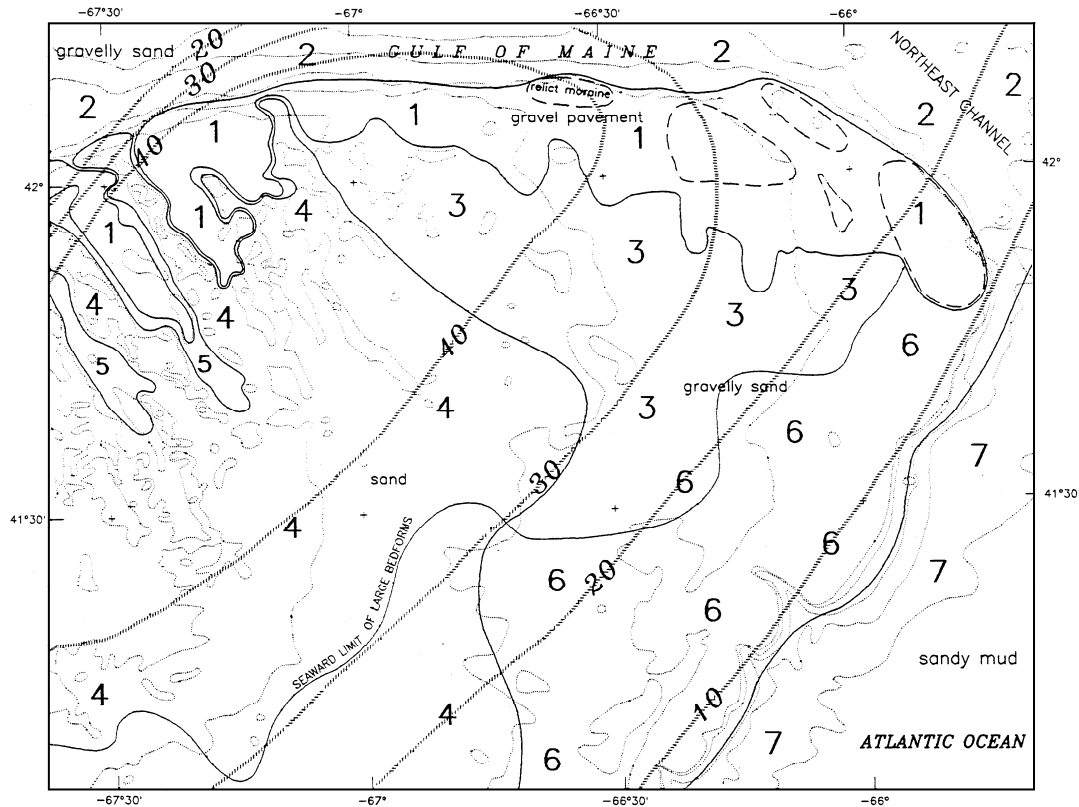 -67°30' -67° -66°30' -66°
gravelly sand 20 2 GULF OF MAINE 2 NORTHEAST CHANNEL
30 2
relict moraine
2 1 gravel pavement 2
1 1
40 42°
42°
1 4 3 1
1 3
4 4 3 3
40 6
5 5
gravelly sand
4 3
6
7
sand 30 6
41°30'
41°30' 4
6
SEAWARD LIMIT OF LARGE BEDFORMS 6 20 7
6
sandy mud
4 4 10
7 ATLANTIC OCEAN
6
-67°30' -67° -66°30' -66°